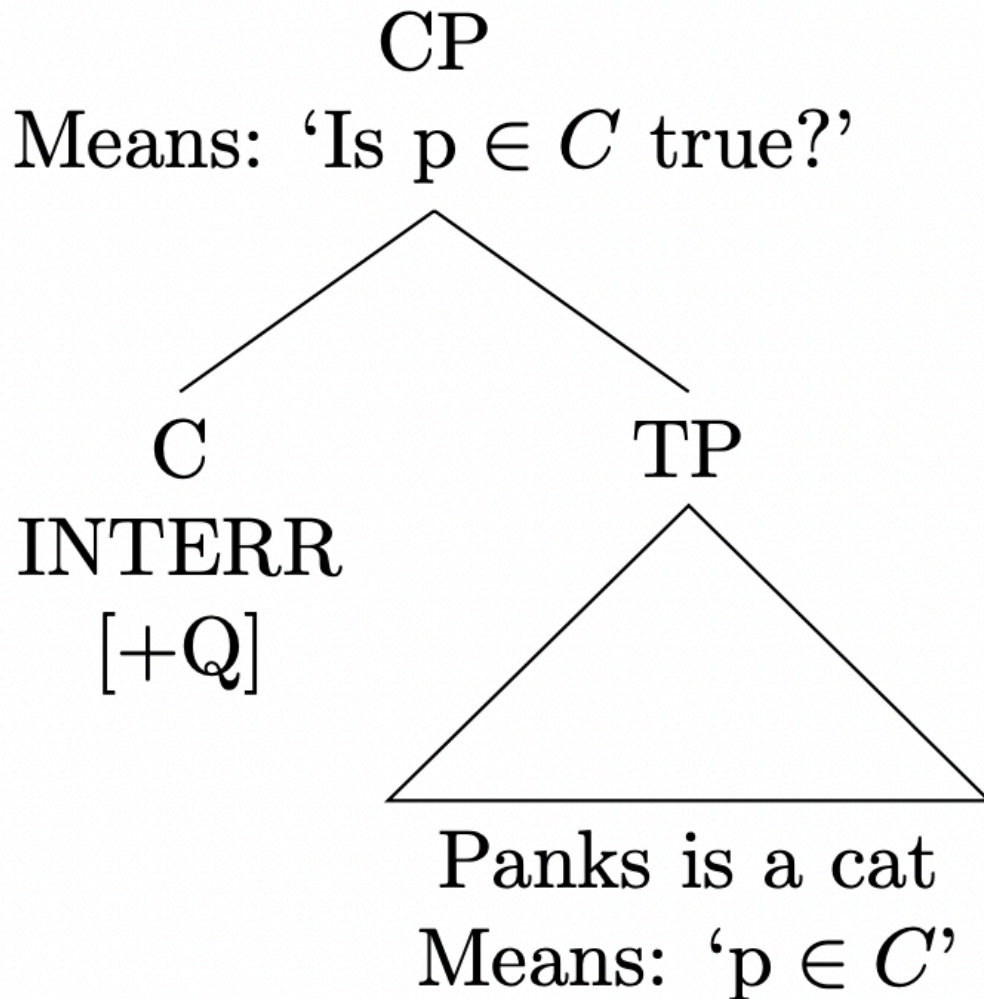 CP
Means: ‘Is p ∈ C true?’
C
TP
INTERR
[+Q]
Panks is a cat
Means: ‘p ∈ C’